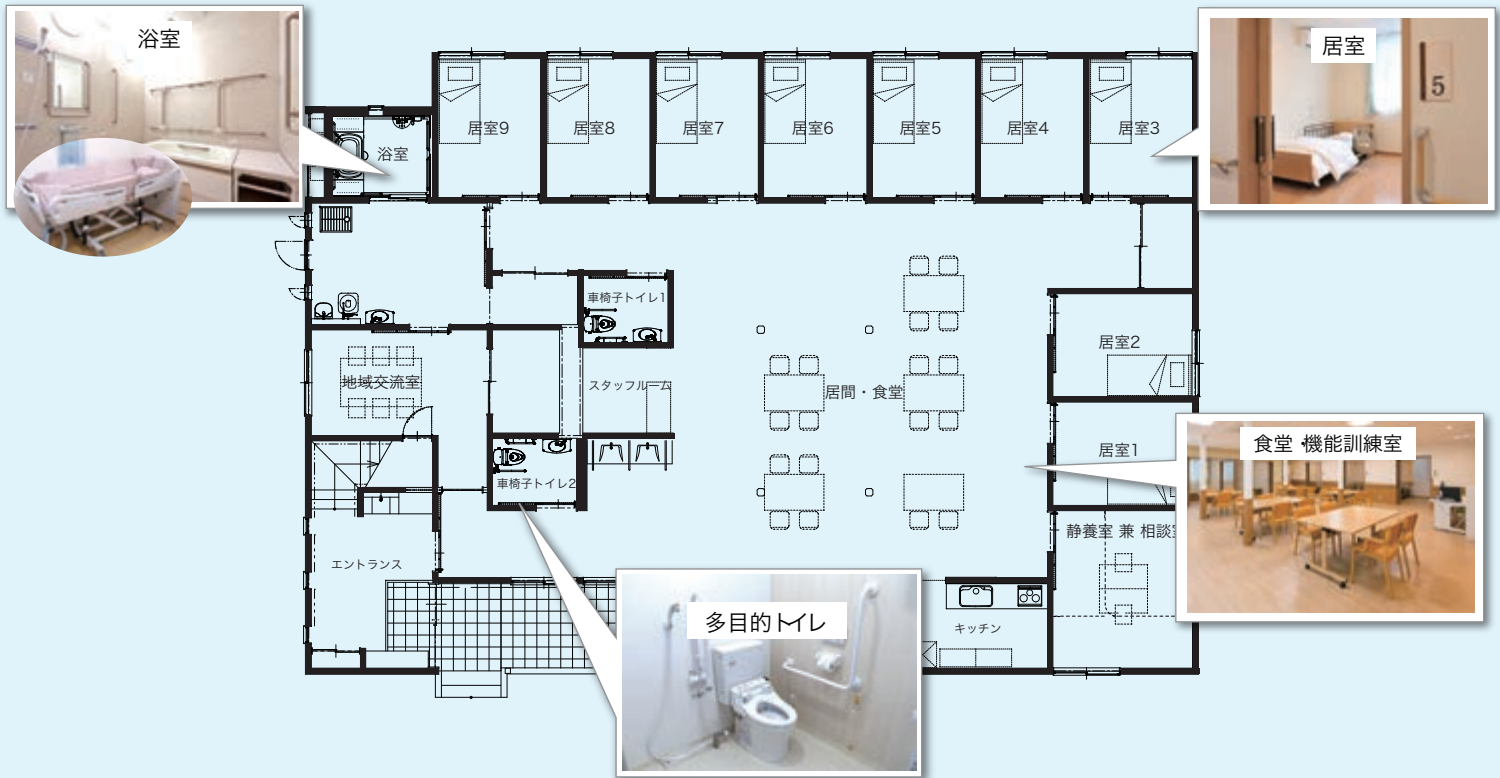 浴室
居室
5
居室9
居室8
居室7
居室6
居室5
居室4
居室3
浴室
車椅子トイレ1
居室2
地域交流室
スタッフルーム
居間・食堂
食堂・機能訓練室
居室1
車椅子トイレ2
静養室 兼 相談
エントランス
多目的トイレ
キッチン